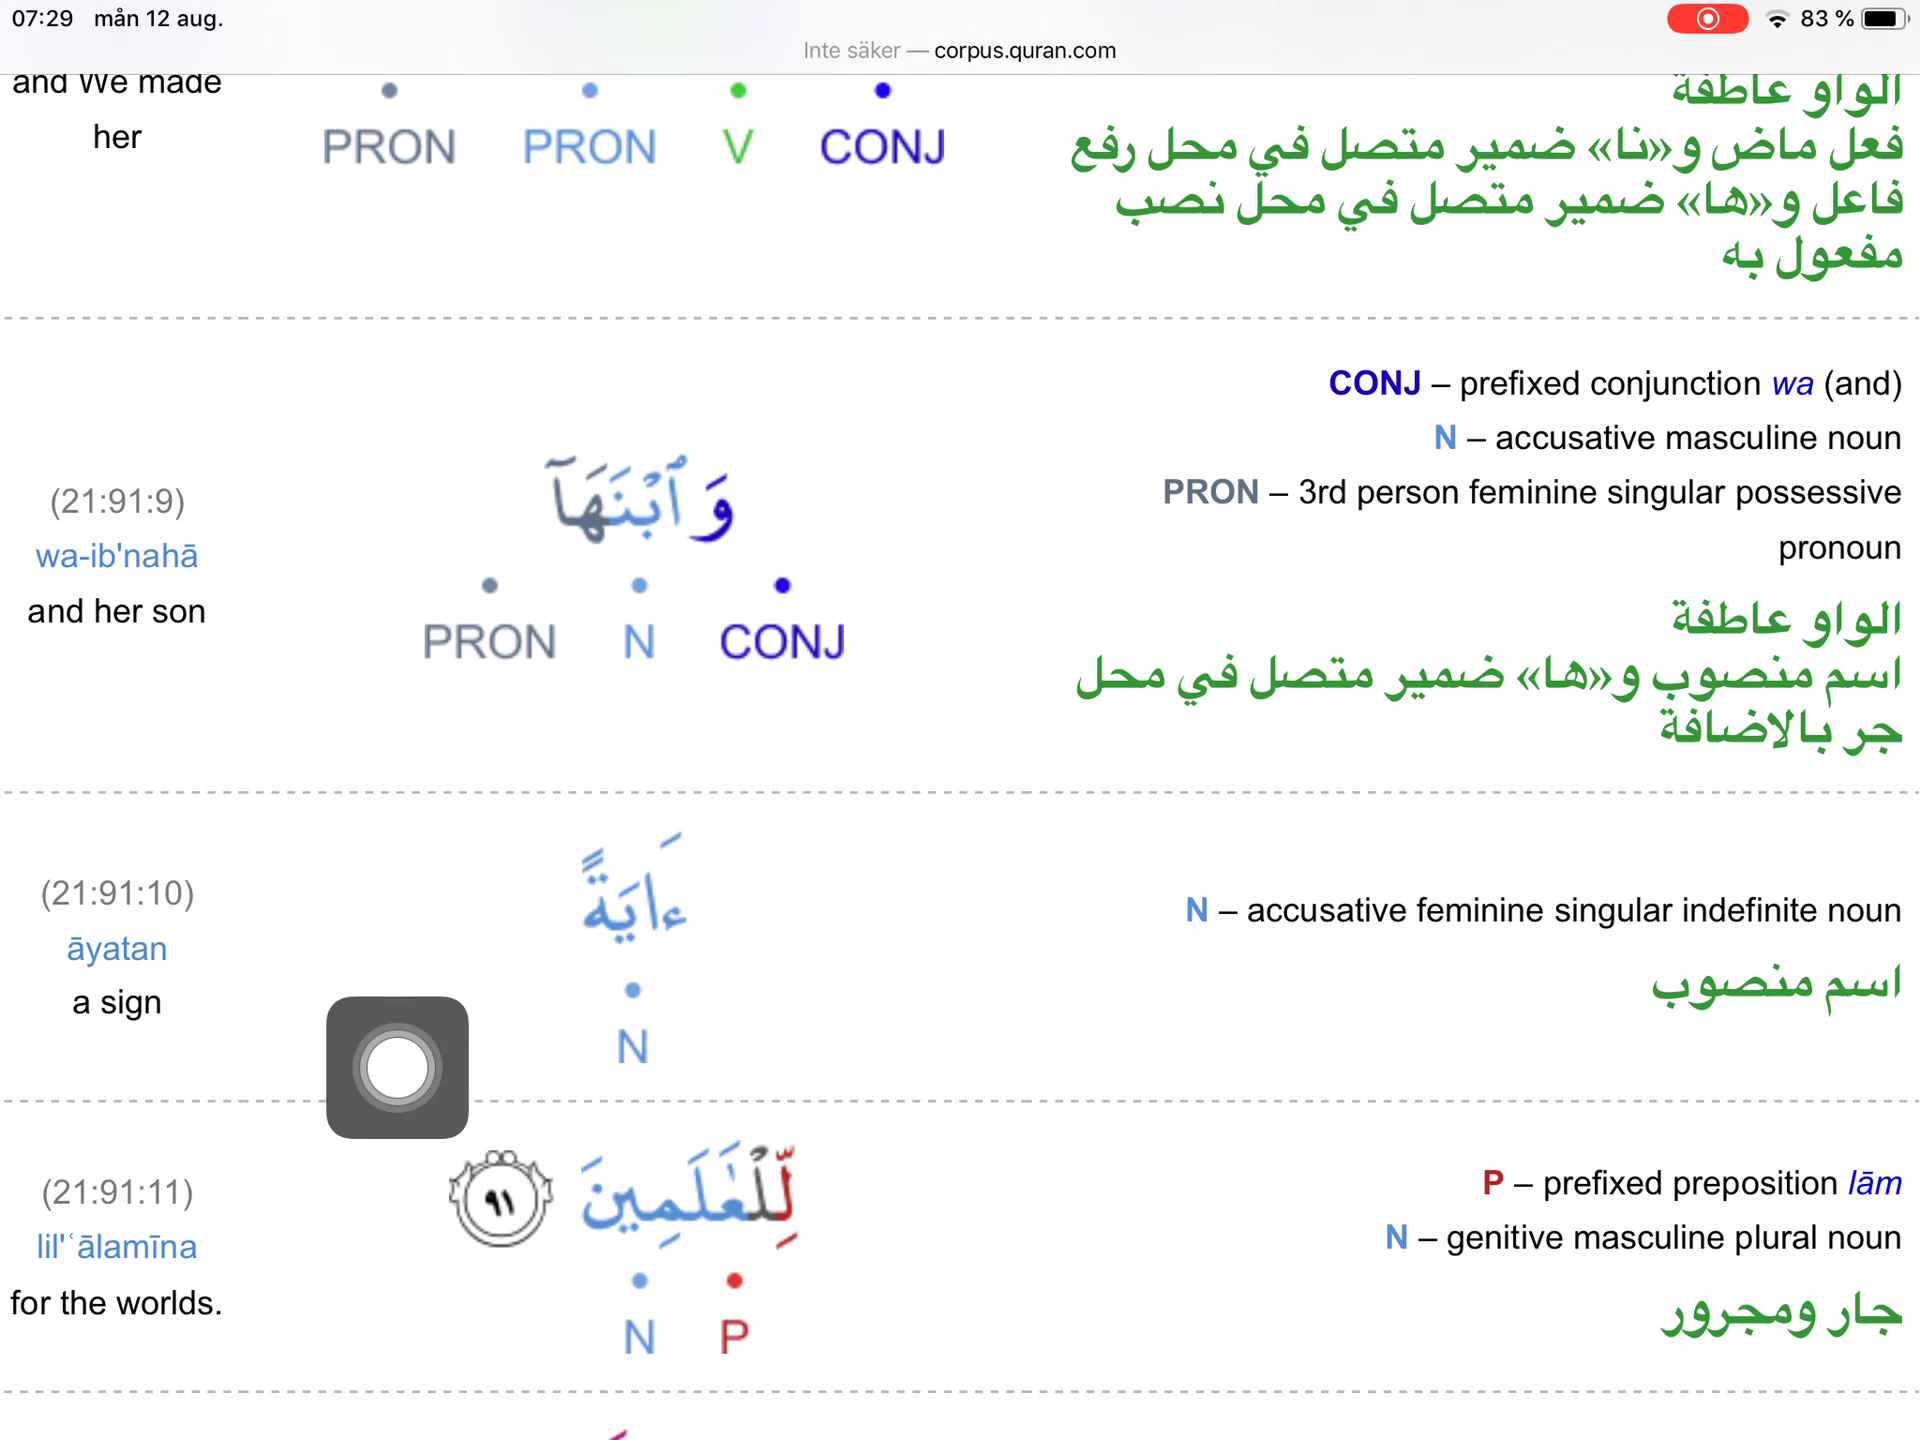 07:29 mån 12 aug.
83 %
Inte säker — corpus.quran.com
and We made
her
PRON PRON V CONJ
الواو عاطفة
فعل ماض و«نا» ضمير متصل في محل رفع
فاعل و«ها» ضمير متصل في محل نصب
مفعول به
(21:91:9)
wa-ib'nahā
and her son
وَٱبْنَهَآ
PRON N CONJ
CONJ – prefixed conjunction wa (and)
N – accusative masculine noun
PRON – 3rd person feminine singular possessive
pronoun
الواو عاطفة
اسم منصوب و«ها» ضمير متصل في محل
جر بالاضافة
(21:91:10)
āyatan
a sign
ءَايَةً
N
N – accusative feminine singular indefinite noun
اسم منصوب
(21:91:11)
lil'ʿālamīna
for the worlds.
لِّلْعَٰلَمِينَ ٩١
N P
P – prefixed preposition lām
N – genitive masculine plural noun
جار ومجرور